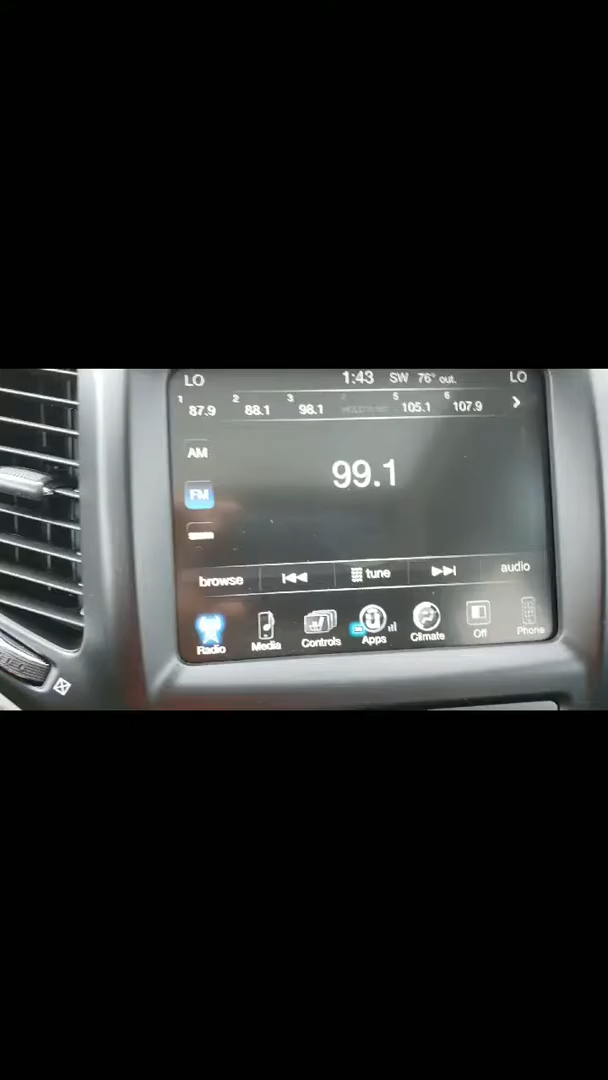 LO 1:43 SW 76° out. LO
1 87.9 2 88.1 3 98.1 5 105.1 6 107.9
AM
99.1
FM
browse tune audio
Radio Media Controls Apps Climate Off Phone